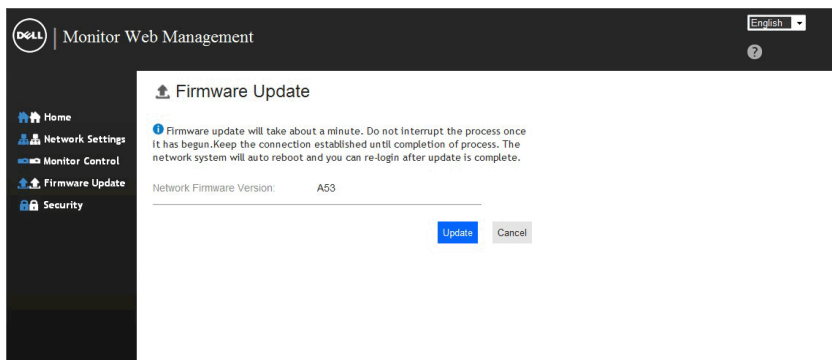 DELL | Monitor Web Management
English
?
Firmware Update
Home
Network Settings
Monitor Control
Firmware Update
Security
i Firmware update will take about a minute. Do not interrupt the process once
it has begun.Keep the connection established until completion of process. The
network system will auto reboot and you can re-login after update is complete.
Network Firmware Version: A53
Update Cancel